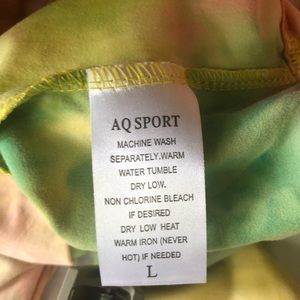 AQ SPORT
MACHINE WASH
SEPARATELY.WARM
WATER TUMBLE
DRY LOW.
NON CHLORINE BLEACH
IF DESIRED
DRY LOW HEAT
WARM IRON (NEVER
HOT) IF NEEDED
L